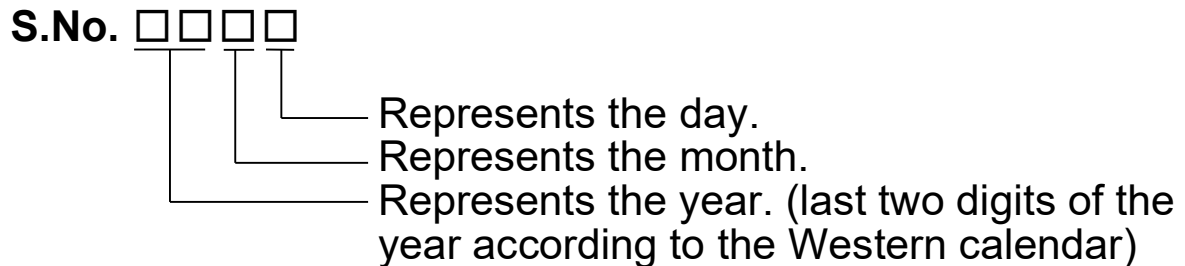 S.No. □□□□
Represents the day.
Represents the month.
Represents the year. (last two digits of the
year according to the Western calendar)